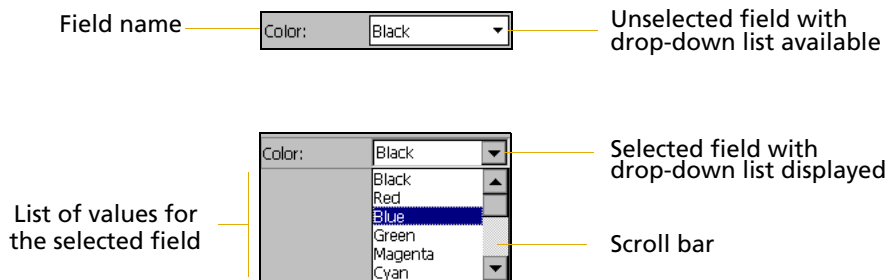 Field name
Color:
Black
Unselected field with
drop-down list available
Color:
Black
Selected field with
drop-down list displayed
Black
Red
Blue
Green
Magenta
Cyan
List of values for
the selected field
Scroll bar